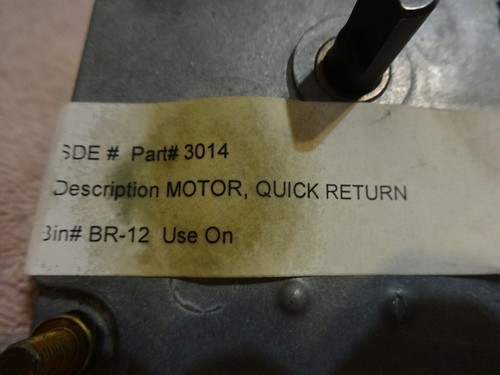 SDE # Part# 3014
Description MOTOR, QUICK RETURN
Bin# BR-12 Use On